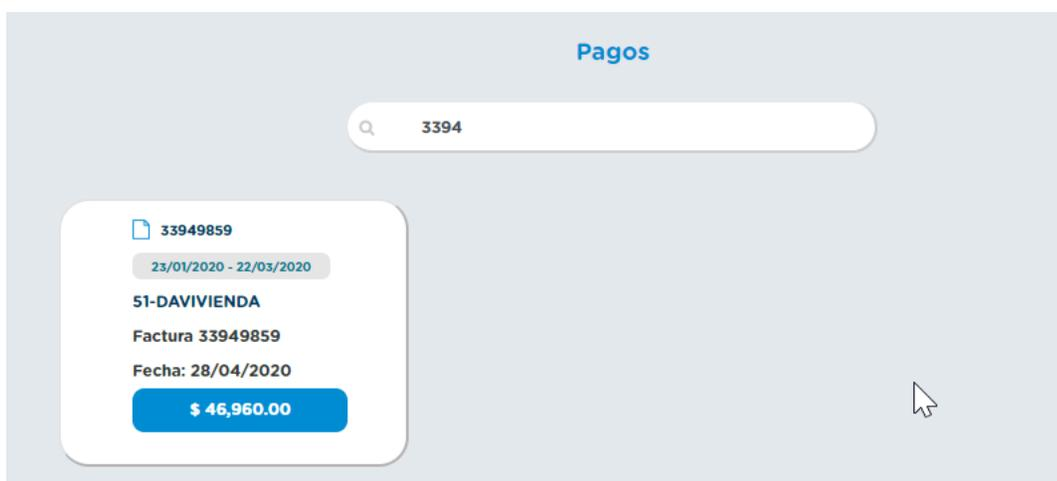 Pagos
3394
33949859
23/01/2020 - 22/03/2020
51-DAVIVIENDA
Factura 33949859
Fecha: 28/04/2020
$ 46,960.00